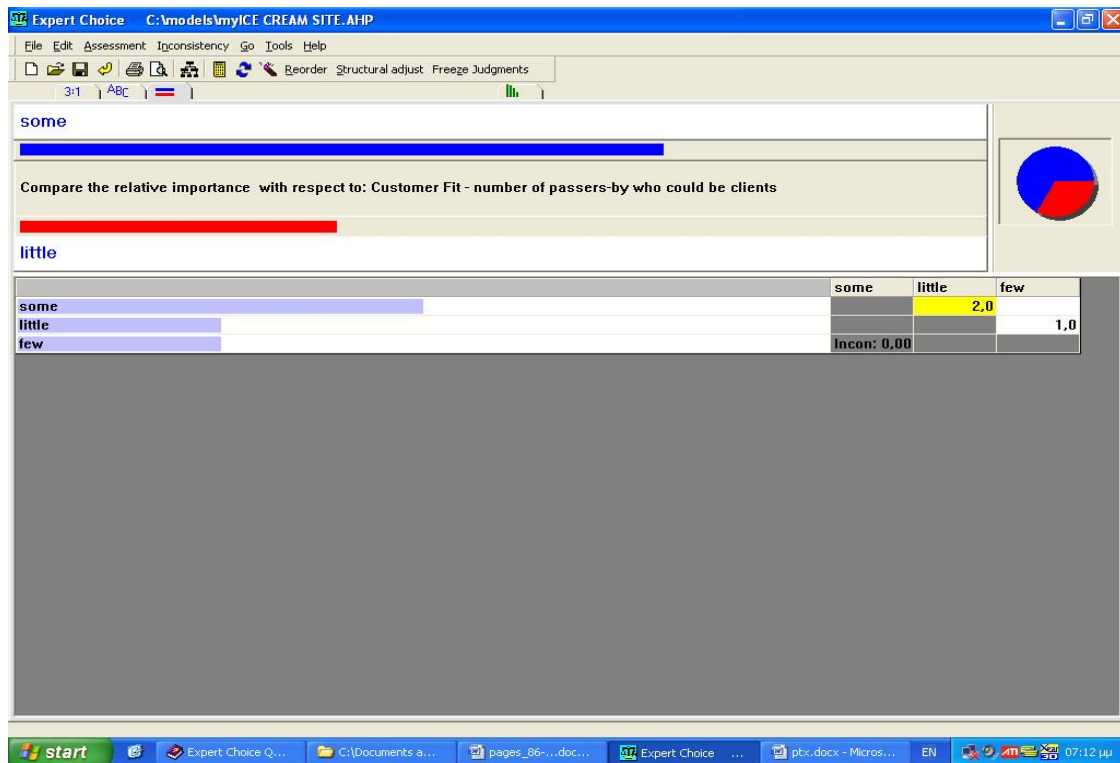 Expert Choice C:\models\myICE CREAM SITE.AHP
File Edit Assessment Inconsistency Go Tools Help
Reorder Structural adjust Freeze Judgments
3:1 ABC
some
Compare the relative importance with respect to: Customer Fit - number of passers-by who could be clients
little
some little few
some 2,0
little 1,0
few Incon: 0,00
start Expert Choice Q... C:\Documents a... pages_86-...doc... Expert Choice ... ptx.docx - Micros... EN ATI 07:12 μμ